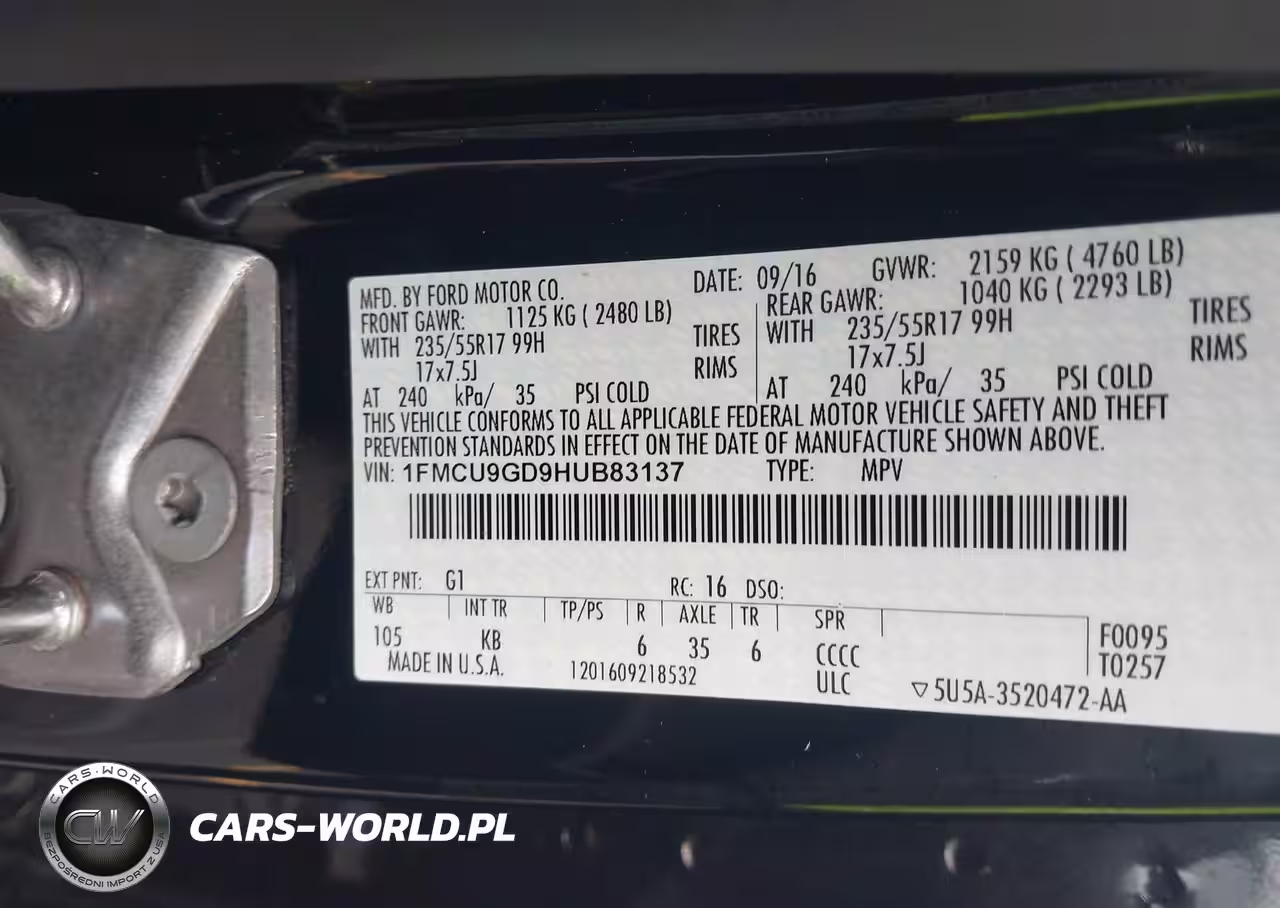 MFD. BY FORD MOTOR CO. DATE: 09/16 GVWR: 2159 KG ( 4760 LB)
FRONT GAWR: 1125 KG ( 2480 LB) REAR GAWR: 1040 KG ( 2293 LB)
WITH 235/55R17 99H TIRES WITH 235/55R17 99H TIRES
17x7.5J RIMS 17x7.5J RIMS
AT 240 kPa/ 35 PSI COLD AT 240 kPa/ 35 PSI COLD
THIS VEHICLE CONFORMS TO ALL APPLICABLE FEDERAL MOTOR VEHICLE SAFETY AND THEFT
PREVENTION STANDARDS IN EFFECT ON THE DATE OF MANUFACTURE SHOWN ABOVE.
VIN: 1FMCU9GD9HUB83137 TYPE: MPV
EXT PNT: G1 RC: 16 DSO:
WB INT TR TP/PS R AXLE TR SPR
105 KB 6 35 6 CCCC F0095
T0257
MADE IN U.S.A. 1201609218532 ULC ▽5U5A-3520472-AA
CARS-WORLD
CW
BEZPOŚREDNI IMPORT Z USA
CARS-WORLD.PL